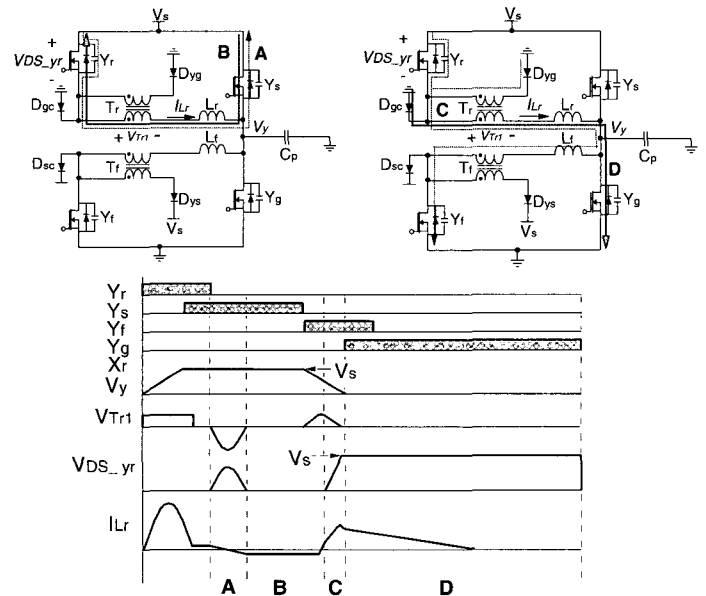 Vs
+
VDS_yr
-
Yr
Dyg
B
A
Ys
Dgc
Tr
ILr
Lr
+ VTr1 -
Vy
Lf
Cp
Dsc
Tf
Dys
Vs
Yf
Yg
Vs
+
VDS_yr
-
Yr
Dyg
Ys
Dgc
C
Tr
ILr
Lr
+ VTr1 -
Vy
Lf
Cp
Dsc
Tf
D
Dys
Vs
Yf
Yg
Yr
Ys
Yf
Yg
Xr
Vy
Vs
VTr1
VDS_yr
Vs
ILr
A B C D